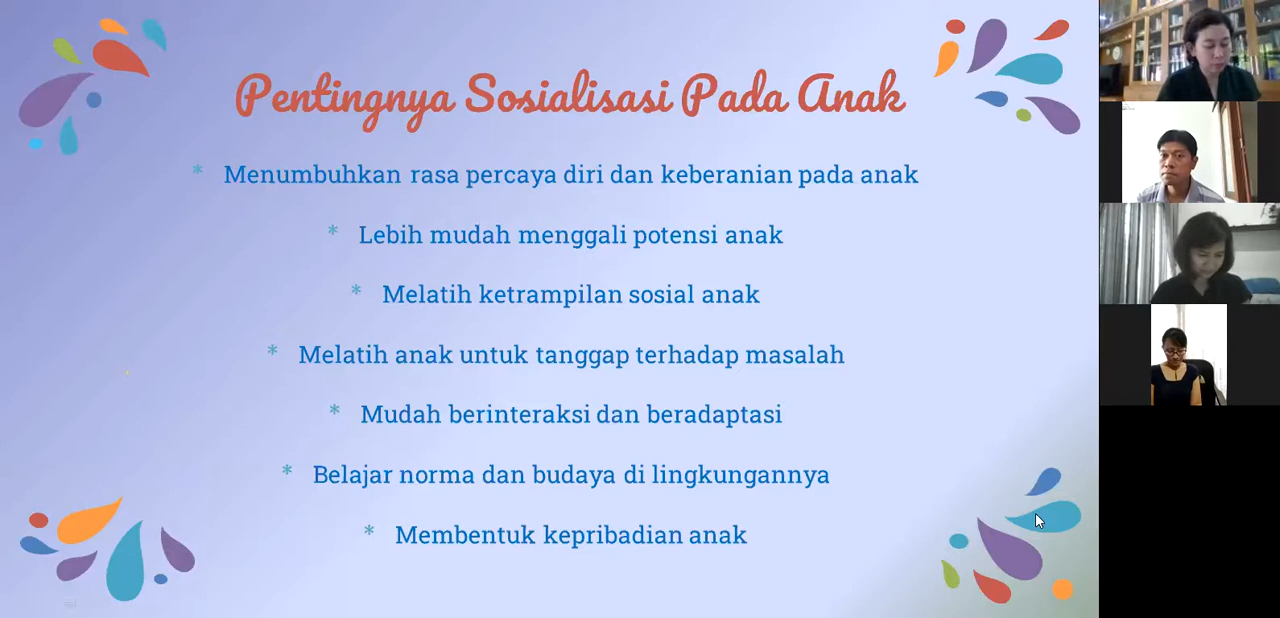 Pentingnya Sosialisasi Pada Anak
* Menumbuhkan rasa percaya diri dan keberanian pada anak
* Lebih mudah menggali potensi anak
* Melatih ketrampilan sosial anak
* Melatih anak untuk tanggap terhadap masalah
* Mudah berinteraksi dan beradaptasi
* Belajar norma dan budaya di lingkungannya
* Membentuk kepribadian anak